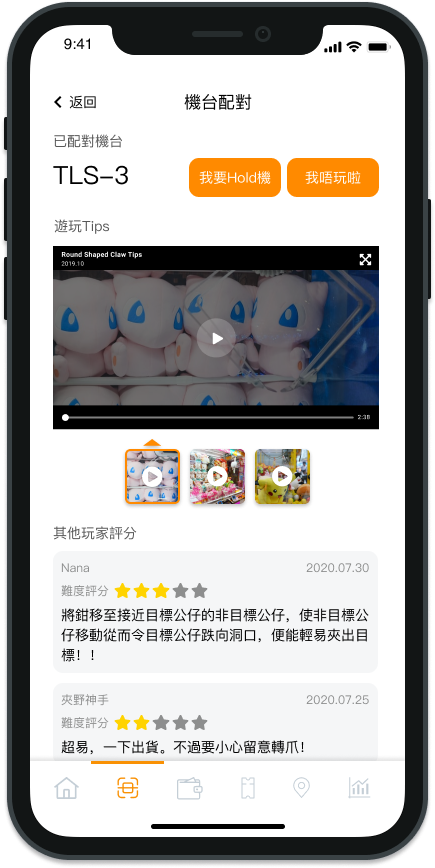 9:41
返回
機台配對
已配對機台
TLS-3
我要Hold機
我唔玩啦
遊玩Tips
Round Shaped Claw Tips
2019.10
2:38
其他玩家評分
Nana
2020.07.30
難度評分
將鉗移至接近目標公仔的非目標公仔，使非目標公
仔移動從而令目標公仔跌向洞口，便能輕易夾出目
標！！
夾野神手
2020.07.25
難度評分
超易，一下出貨。不過要小心留意轉爪！